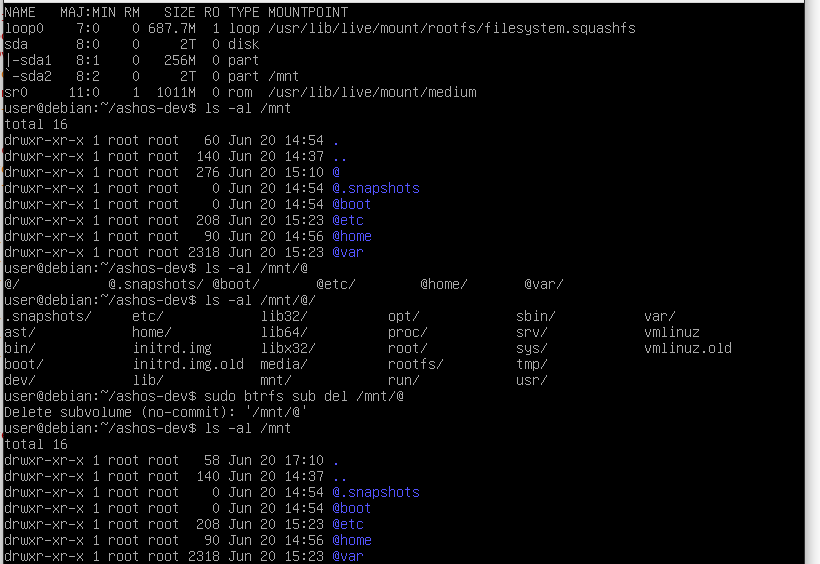 NAME   MAJ:MIN RM   SIZE RO TYPE MOUNTPOINT
loop0    7:0    0 687.7M  1 loop /usr/lib/live/mount/rootfs/filesystem.squashfs
sda      8:0    0     2T  0 disk
|-sda1   8:1    0   256M  0 part
`-sda2   8:2    0     2T  0 part /mnt
sr0     11:0    1  1011M  0 rom  /usr/lib/live/mount/medium
user@debian:~/ashos-dev$ ls -al /mnt
total 16
drwxr-xr-x 1 root root   60 Jun 20 14:54 .
drwxr-xr-x 1 root root  140 Jun 20 14:37 ..
drwxr-xr-x 1 root root  276 Jun 20 15:10 @
drwxr-xr-x 1 root root    0 Jun 20 14:54 @.snapshots
drwxr-xr-x 1 root root    0 Jun 20 14:54 @boot
drwxr-xr-x 1 root root  208 Jun 20 15:23 @etc
drwxr-xr-x 1 root root   90 Jun 20 14:56 @home
drwxr-xr-x 1 root root 2318 Jun 20 15:23 @var
user@debian:~/ashos-dev$ ls -al /mnt/@
@/           @.snapshots/ @boot/       @etc/        @home/       @var/
user@debian:~/ashos-dev$ ls -al /mnt/@/
.snapshots/     etc/            lib32/          opt/            sbin/           var/
ast/            home/           lib64/          proc/           srv/            vmlinuz
bin/            initrd.img      libx32/         root/           sys/            vmlinuz.old
boot/           initrd.img.old  media/          rootfs/         tmp/
dev/            lib/            mnt/            run/            usr/
user@debian:~/ashos-dev$ sudo btrfs sub del /mnt/@
Delete subvolume (no-commit): '/mnt/@'
user@debian:~/ashos-dev$ ls -al /mnt
total 16
drwxr-xr-x 1 root root   58 Jun 20 17:10 .
drwxr-xr-x 1 root root  140 Jun 20 14:37 ..
drwxr-xr-x 1 root root    0 Jun 20 14:54 @.snapshots
drwxr-xr-x 1 root root    0 Jun 20 14:54 @boot
drwxr-xr-x 1 root root  208 Jun 20 15:23 @etc
drwxr-xr-x 1 root root   90 Jun 20 14:56 @home
drwxr-xr-x 1 root root 2318 Jun 20 15:23 @var